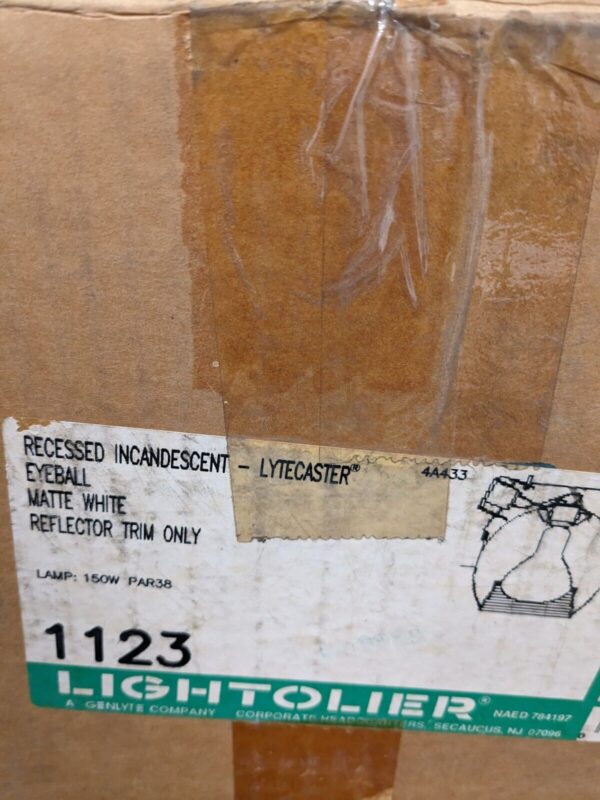 RECESSED INCANDESCENT - LYTECASTER® 4A433
EYEBALL
MATTE WHITE
REFLECTOR TRIM ONLY
LAMP: 150W PAR38
1123
LIGHTOLIER® NAED 784197
A GENLYTE COMPANY CORPORATE HEADQUARTERS, SECAUCUS, NJ 07096